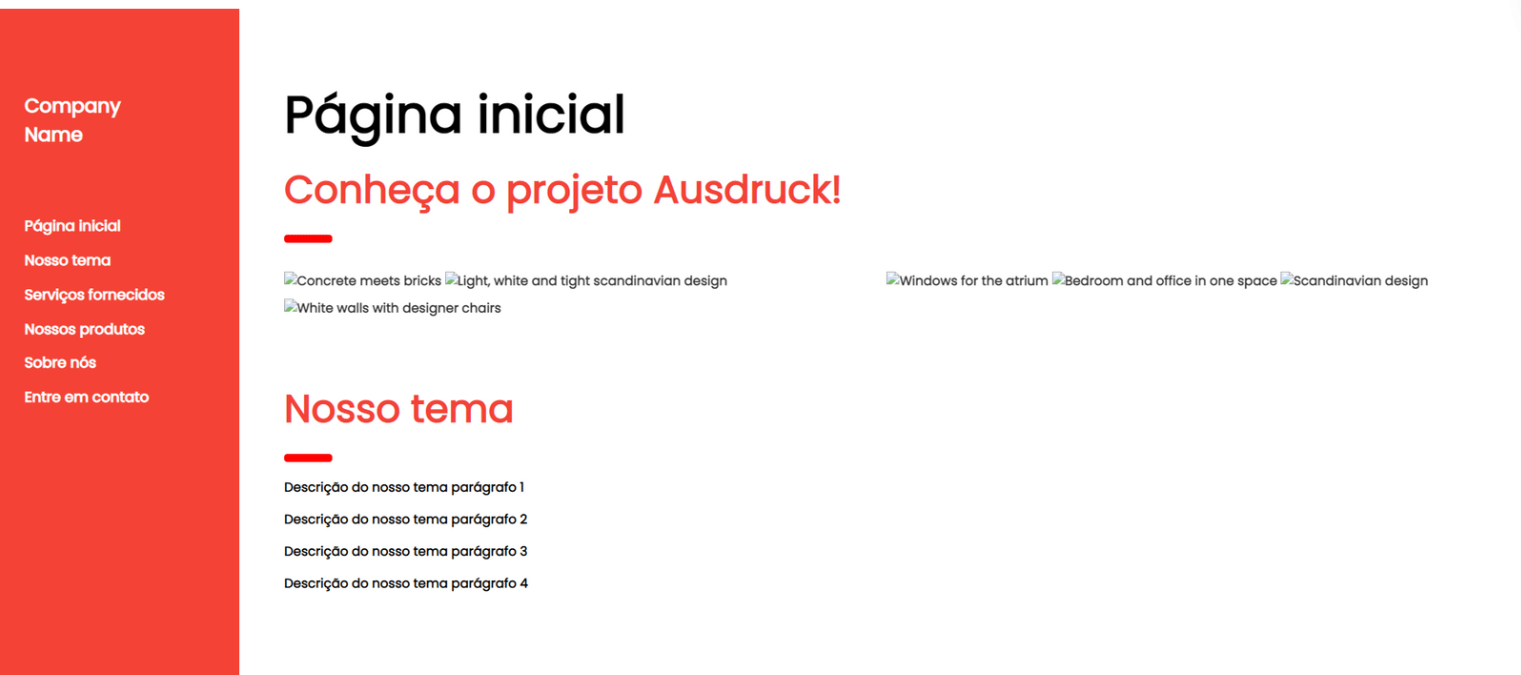 Company
Name
Página inicial
Nosso tema
Serviços fornecidos
Nossos produtos
Sobre nós
Entre em contato
Página inicial
Conheça o projeto Ausdruck!
Concrete meets bricks Light, white and tight scandinavian design
White walls with designer chairs
Windows for the atrium Bedroom and office in one space Scandinavian design
Nosso tema
Descrição do nosso tema parágrafo 1
Descrição do nosso tema parágrafo 2
Descrição do nosso tema parágrafo 3
Descrição do nosso tema parágrafo 4